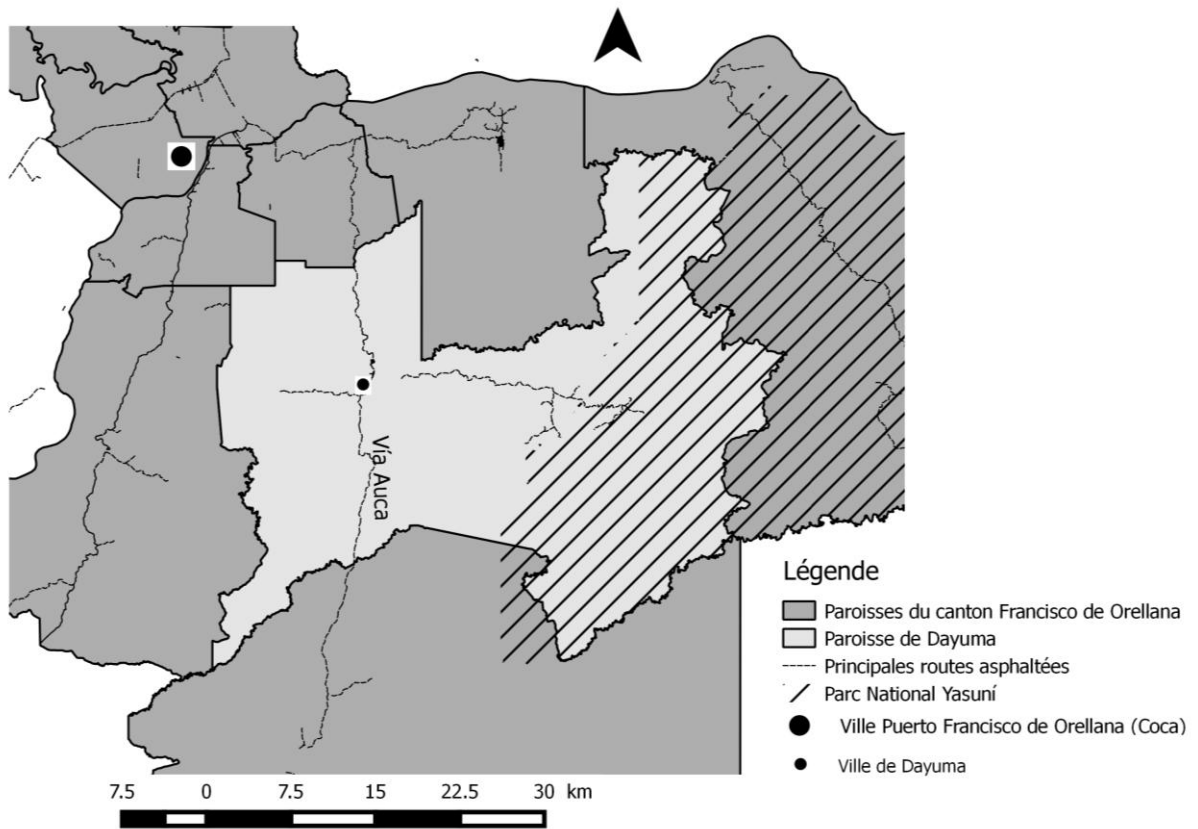 Vía Auca
Légende
Paroisses du canton Francisco de Orellana
Paroisse de Dayuma
Principales routes asphaltées
Parc National Yasuní
Ville Puerto Francisco de Orellana (Coca)
Ville de Dayuma
7.5 0 7.5 15 22.5 30 km